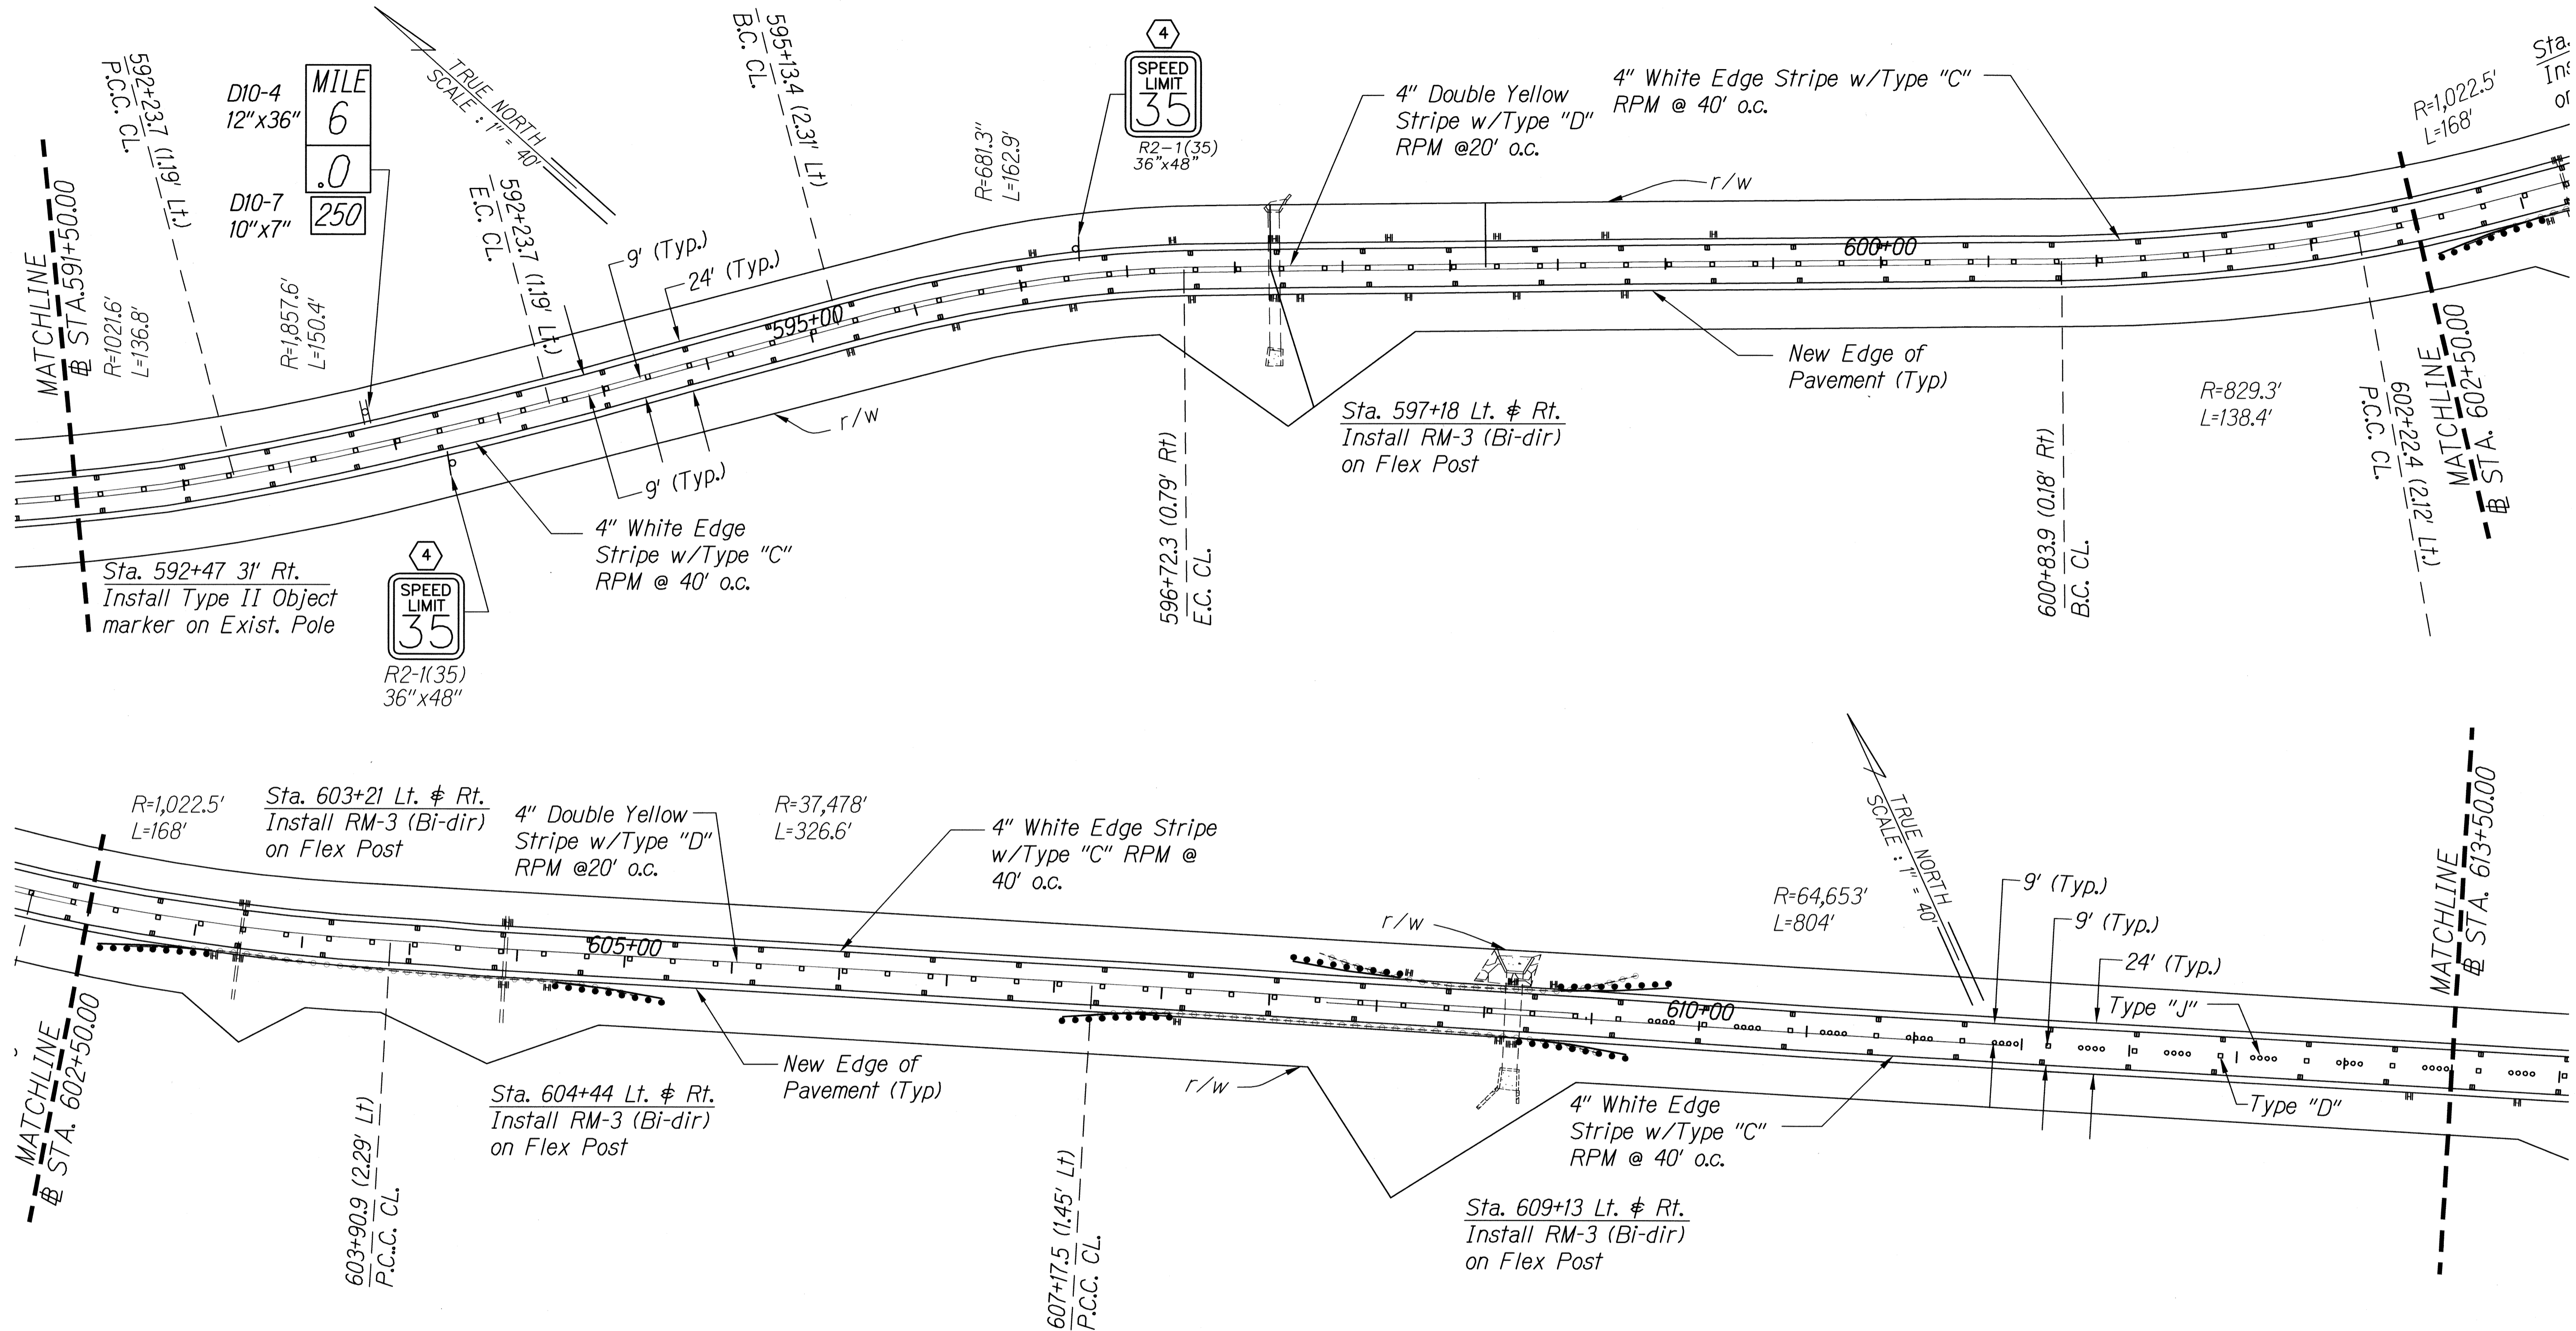 MATCHLINE
B STA.591+50.00
592+23.7 (1.19' Lt.)
P.C.C. CL.
R=1021.6'
L=136.8'
D10-4
12"x36"
MILE
6
.0
D10-7
10"x7"
250
R=1,857.6'
L=150.4'
TRUE NORTH
SCALE : 1" = 40'
592+23.7 (1.19' Lt.)
E.C. CL.
9' (Typ.)
24' (Typ.)
595+13.4 (2.31' Lt)
B.C. CL.
595+00
R=681.3"
L=162.9'
4
SPEED
LIMIT
35
R2-1(35)
36"x48"
4" Double Yellow
Stripe w/Type "D"
RPM @20' o.c.
4" White Edge Stripe w/Type "C"
RPM @ 40' o.c.
r/w
600+00
R=1,022.5'
L=168'
Sta.
r/w
9' (Typ.)
4" White Edge
Stripe w/Type "C"
RPM @ 40' o.c.
Sta. 592+47 31' Rt.
Install Type II Object
marker on Exist. Pole
4
SPEED
LIMIT
35
R2-1(35)
36"x48"
596+72.3 (0.79' Rt)
E.C. CL.
Sta. 597+18 Lt. & Rt.
Install RM-3 (Bi-dir)
on Flex Post
New Edge of
Pavement (Typ)
600+83.9 (0.18' Rt)
B.C. CL.
R=829.3'
L=138.4'
602+22.4 (2.12' Lt.)
P.C.C. CL.
MATCHLINE
B STA. 602+50.00
R=1,022.5'
L=168'
Sta. 603+21 Lt. & Rt.
Install RM-3 (Bi-dir)
on Flex Post
4" Double Yellow
Stripe w/Type "D"
RPM @20' o.c.
R=37,478'
L=326.6'
4" White Edge Stripe
w/Type "C" RPM @
40' o.c.
605+00
r/w
R=64,653'
L=804'
TRUE NORTH
SCALE : 1" = 40'
9' (Typ.)
9' (Typ.)
24' (Typ.)
Type "J"
610+00
MATCHLINE
B STA. 613+50.00
MATCHLINE
B STA. 602+50.00
603+90.9 (2.29' Lt)
P.C..C. CL.
Sta. 604+44 Lt. & Rt.
Install RM-3 (Bi-dir)
on Flex Post
New Edge of
Pavement (Typ)
607+17.5 (1.45' Lt)
P.C.C. CL.
r/w
4" White Edge
Stripe w/Type "C"
RPM @ 40' o.c.
Type "D"
Sta. 609+13 Lt. & Rt.
Install RM-3 (Bi-dir)
on Flex Post